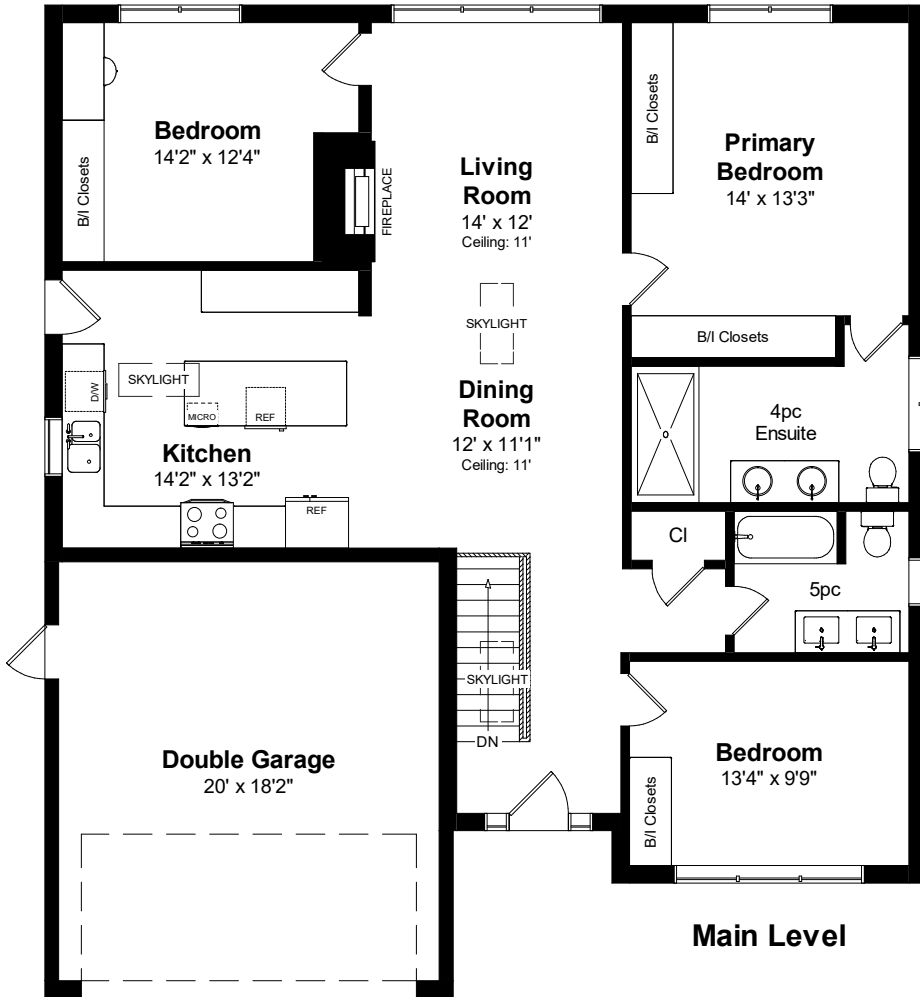 Bedroom
14'2" x 12'4"
B/I Closets
FIREPLACE
Living
Room
14' x 12'
Ceiling: 11'
B/I Closets
Primary
Bedroom
14' x 13'3"
SKYLIGHT
B/I Closets
D/W
SKYLIGHT
MICRO
REF
Kitchen
14'2" x 13'2"
REF
Dining
Room
12' x 11'1"
Ceiling: 11'
4pc
Ensuite
Cl
5pc
SKYLIGHT
DN
Double Garage
20' x 18'2"
Bedroom
13'4" x 9'9"
B/I Closets
Main Level